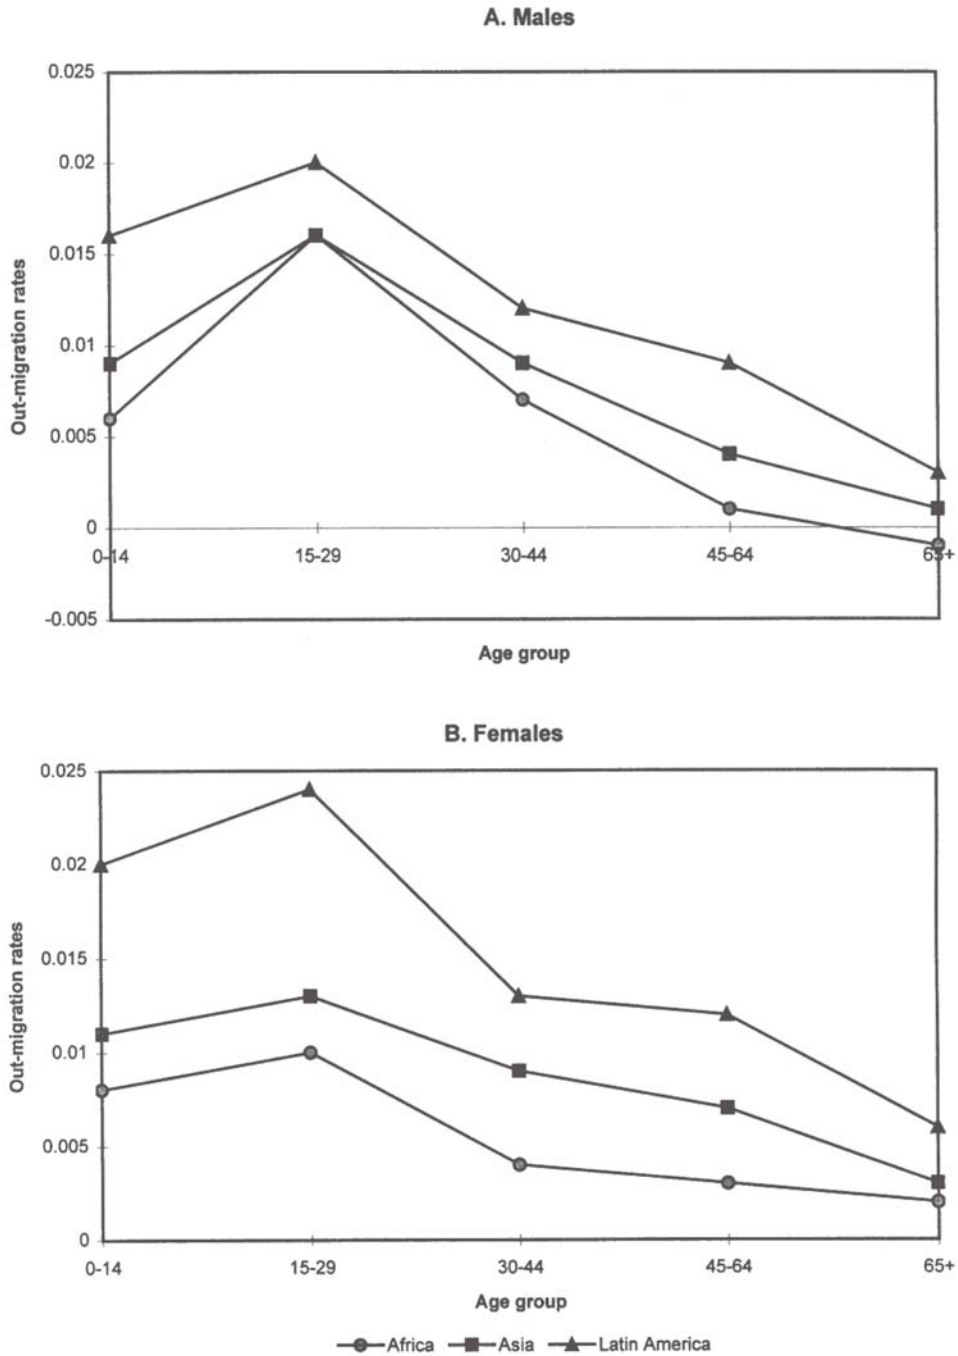 A. Males
0.025
0.02
0.015
0.01
0.005
0
-0.005
Out-migration rates
0-14 15-29 30-44 45-64 65+
Age group
B. Females
0.025
0.02
0.015
0.01
0.005
0
Out-migration rates
0-14 15-29 30-44 45-64 65+
Age group
Africa Asia Latin America